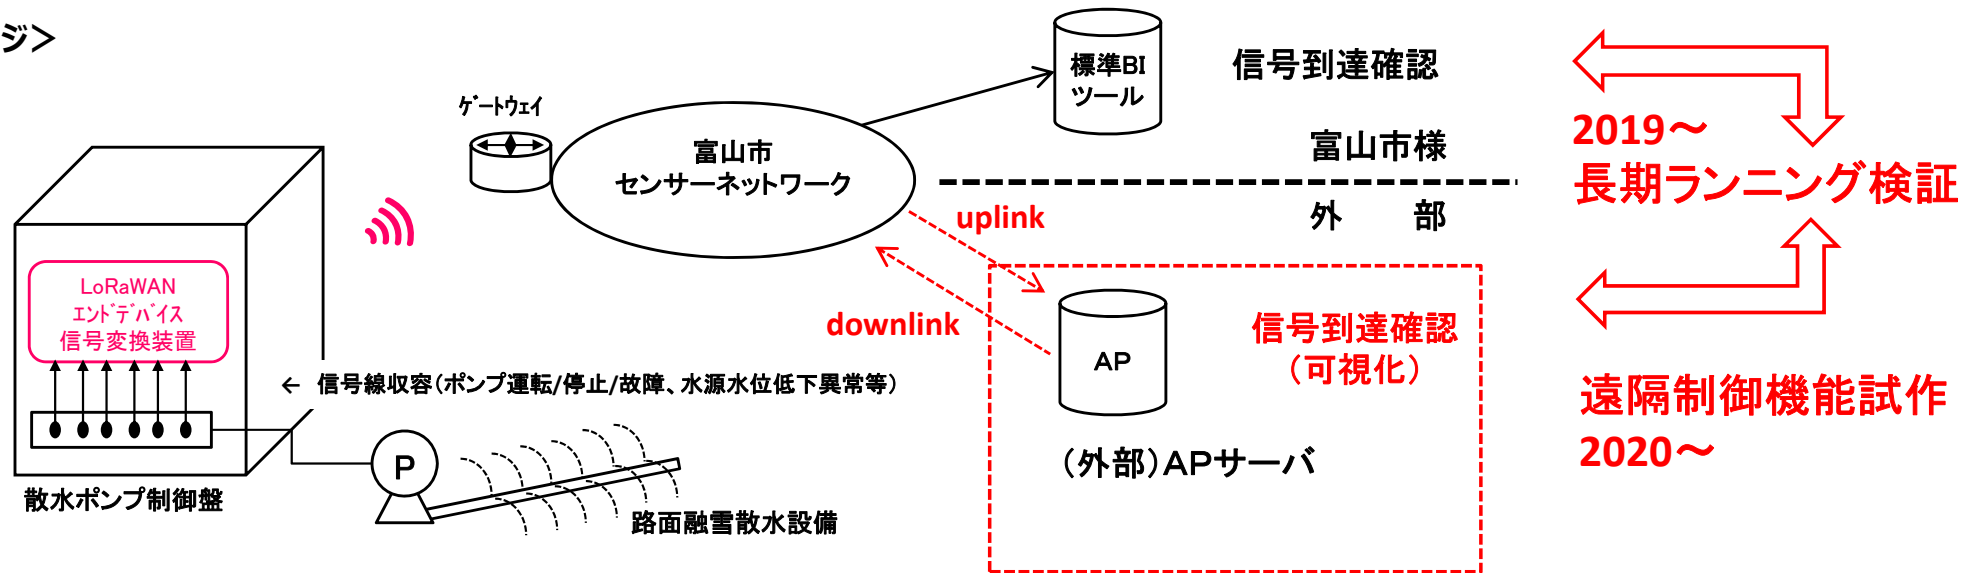 ジ＞
標準BI
ツール
信号到達確認
ｹﾞｰﾄｳｪｲ
富山市
センサーネットワーク
富山市様
外　部
2019～
長期ランニング検証
uplink
downlink
LoRaWAN
ｴﾝﾄﾞﾃﾞﾊﾞｲｽ
信号変換装置
← 信号線収容（ポンプ運転/停止/故障、水源水位低下異常等）
AP
信号到達確認
（可視化）
遠隔制御機能試作
2020～
（外部）APサーバ
P
散水ポンプ制御盤
路面融雪散水設備